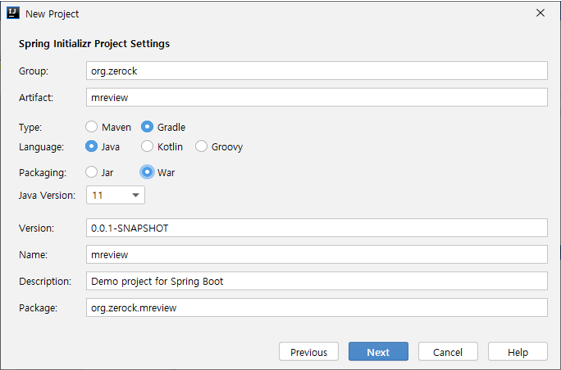 New Project
Spring Initializr Project Settings
Group: org.zerock
Artifact: mreview
Type: Maven Gradle
Language: Java Kotlin Groovy
Packaging: Jar War
Java Version: 11
Version: 0.0.1-SNAPSHOT
Name: mreview
Description: Demo project for Spring Boot
Package: org.zerock.mreview
Previous Next Cancel Help